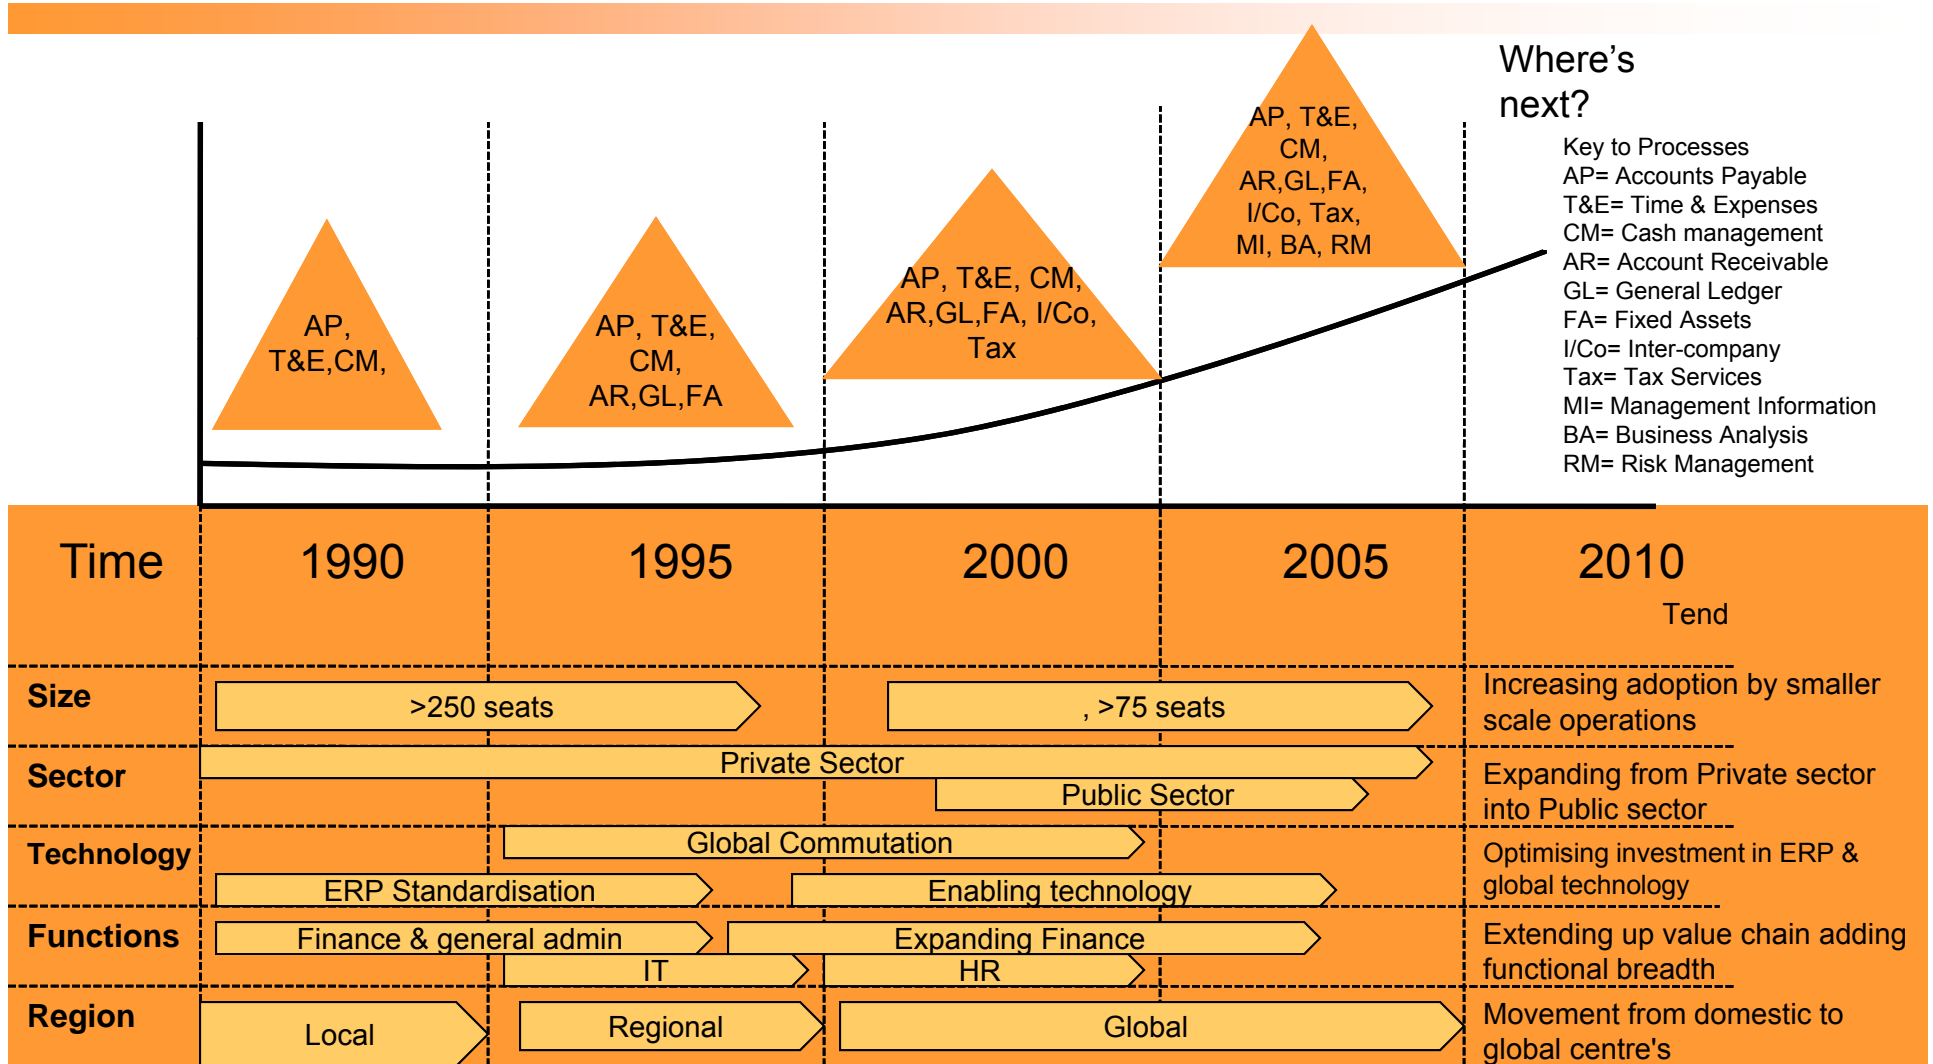 Where's
next?
Key to Processes
AP= Accounts Payable
T&E= Time & Expenses
CM= Cash management
AR= Account Receivable
GL= General Ledger
FA= Fixed Assets
I/Co= Inter-company
Tax= Tax Services
MI= Management Information
BA= Business Analysis
RM= Risk Management
AP,
T&E,CM,
AP, T&E,
CM,
AR,GL,FA
AP, T&E, CM,
AR,GL,FA, I/Co,
Tax
AP, T&E,
CM,
AR,GL,FA,
I/Co, Tax,
MI, BA, RM
Time 1990 1995 2000 2005 2010
Tend
Size
>250 seats
, >75 seats
Increasing adoption by smaller
scale operations
Sector
Private Sector
Public Sector
Expanding from Private sector
into Public sector
Technology
Global Commutation
ERP Standardisation
Enabling technology
Optimising investment in ERP &
global technology
Functions
Finance & general admin
Expanding Finance
IT
HR
Extending up value chain adding
functional breadth
Region
Local
Regional
Global
Movement from domestic to
global centre's